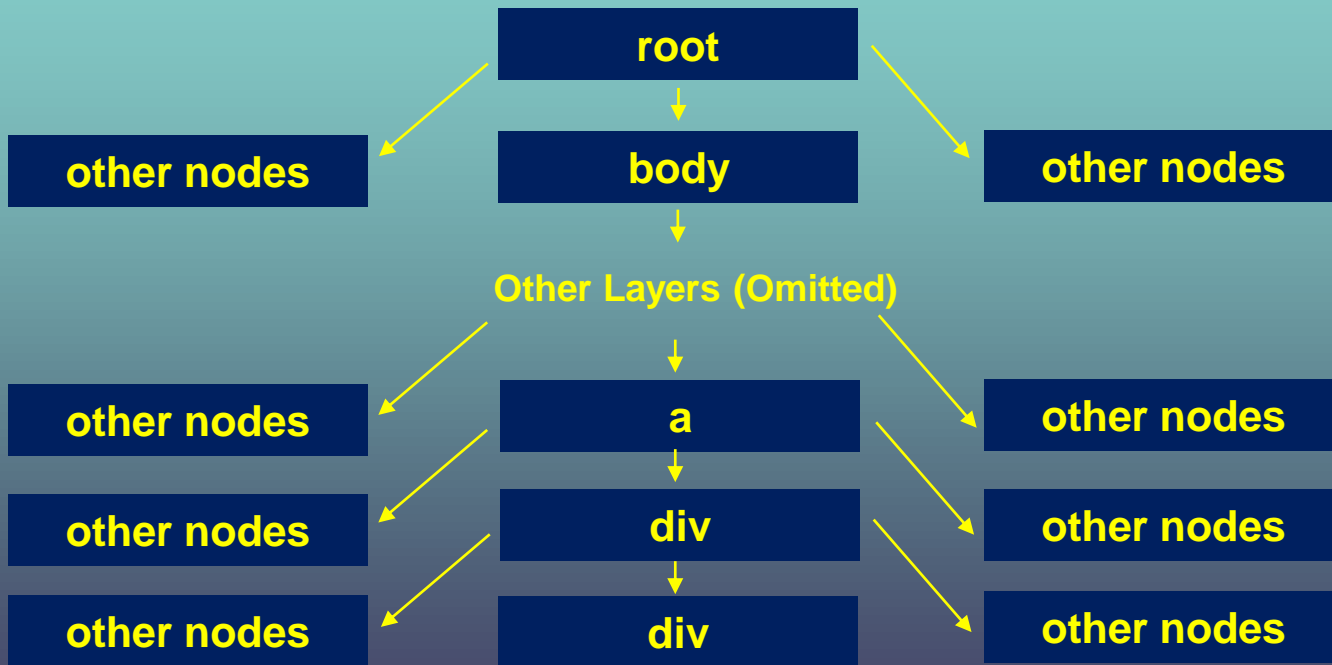 root
other nodes
body
other nodes
Other Layers (Omitted)
other nodes
a
other nodes
other nodes
div
other nodes
other nodes
div
other nodes